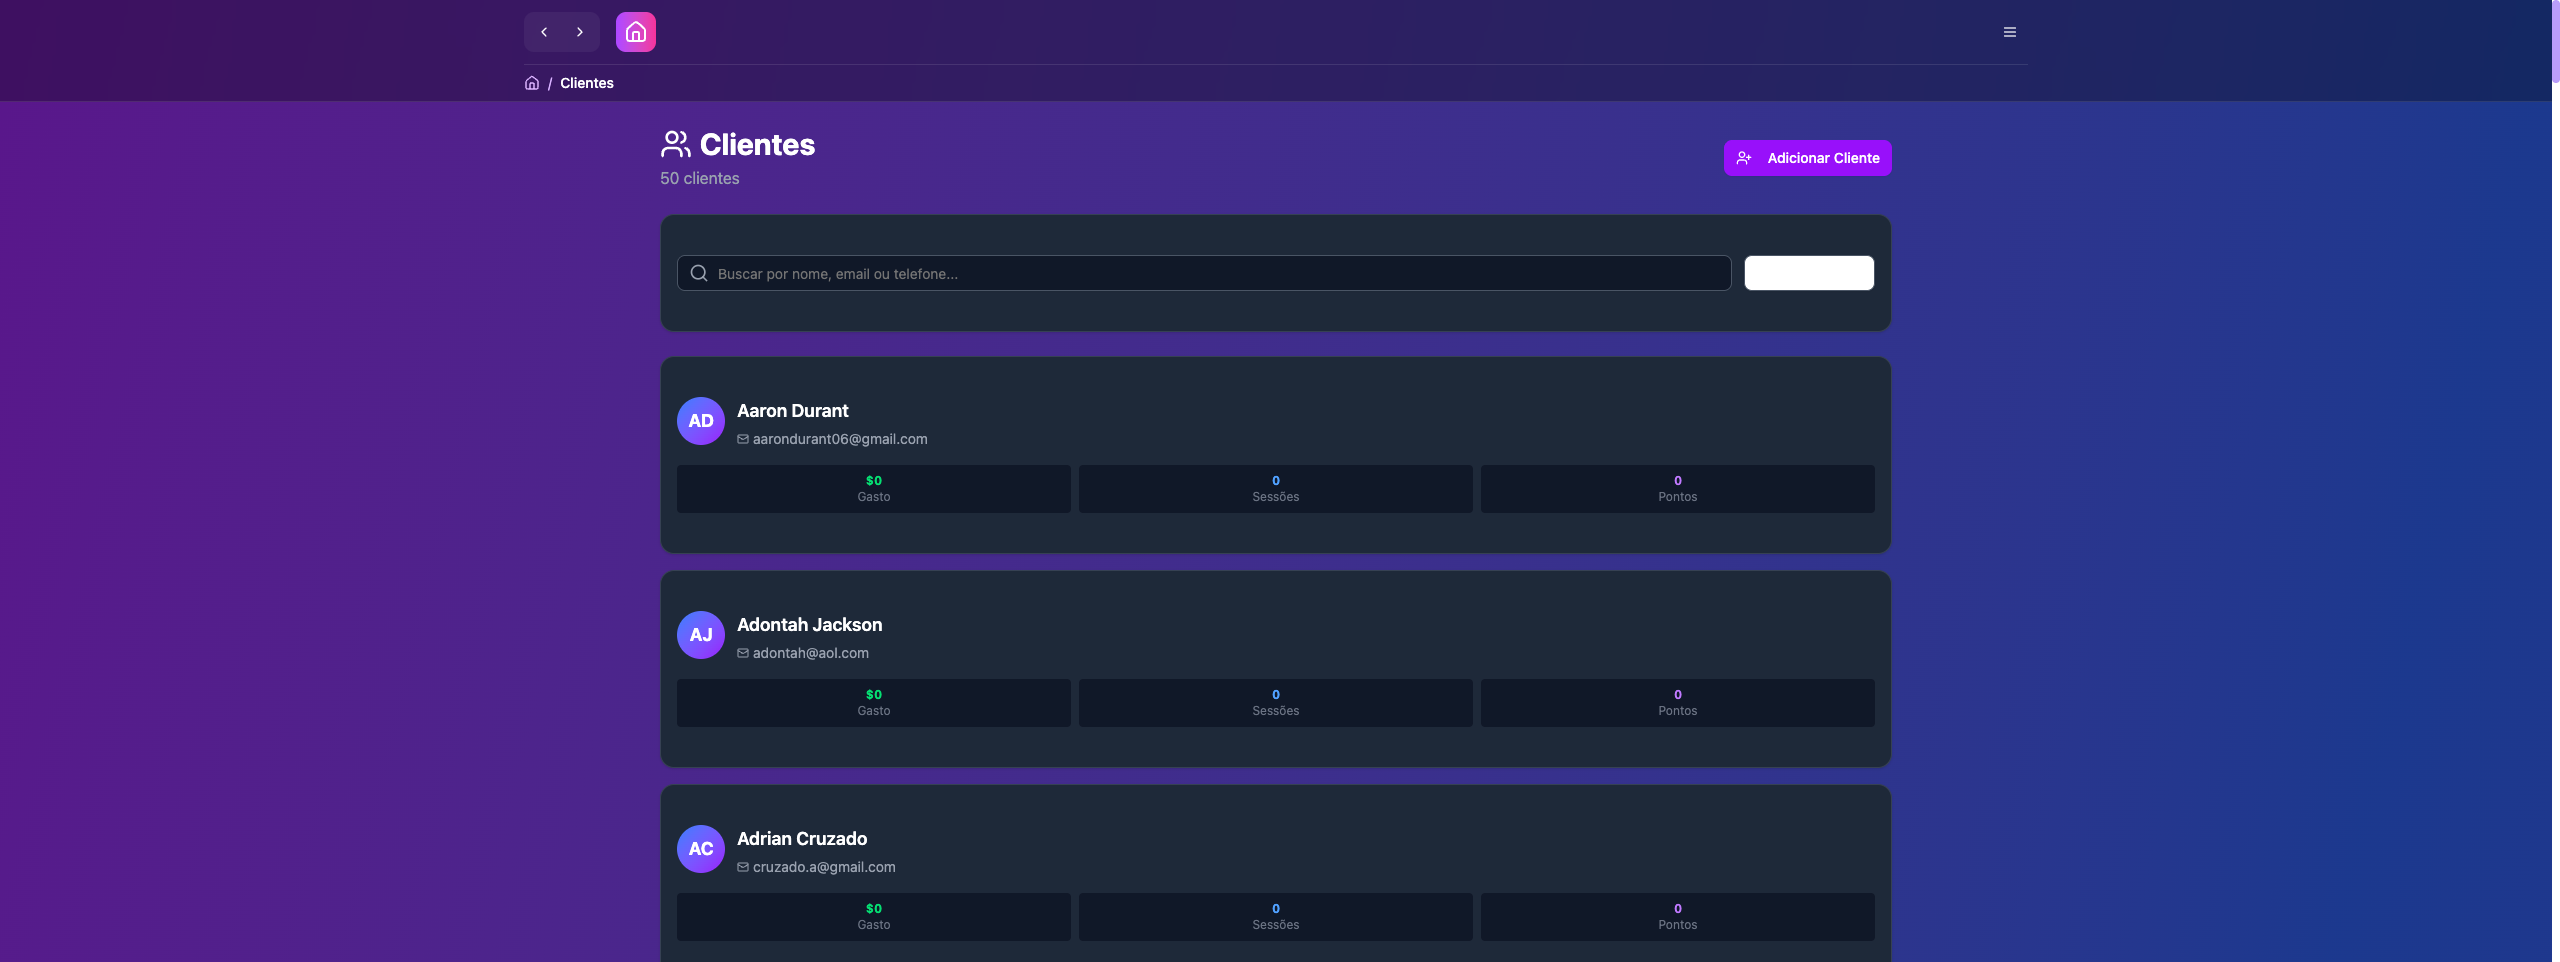 / Clientes
Clientes
50 clientes
Adicionar Cliente
Buscar por nome, email ou telefone...
AD
Aaron Durant
aarondurant06@gmail.com
$0
Gasto
0
Sessões
0
Pontos
AJ
Adontah Jackson
adontah@aol.com
$0
Gasto
0
Sessões
0
Pontos
AC
Adrian Cruzado
cruzado.a@gmail.com
$0
Gasto
0
Sessões
0
Pontos